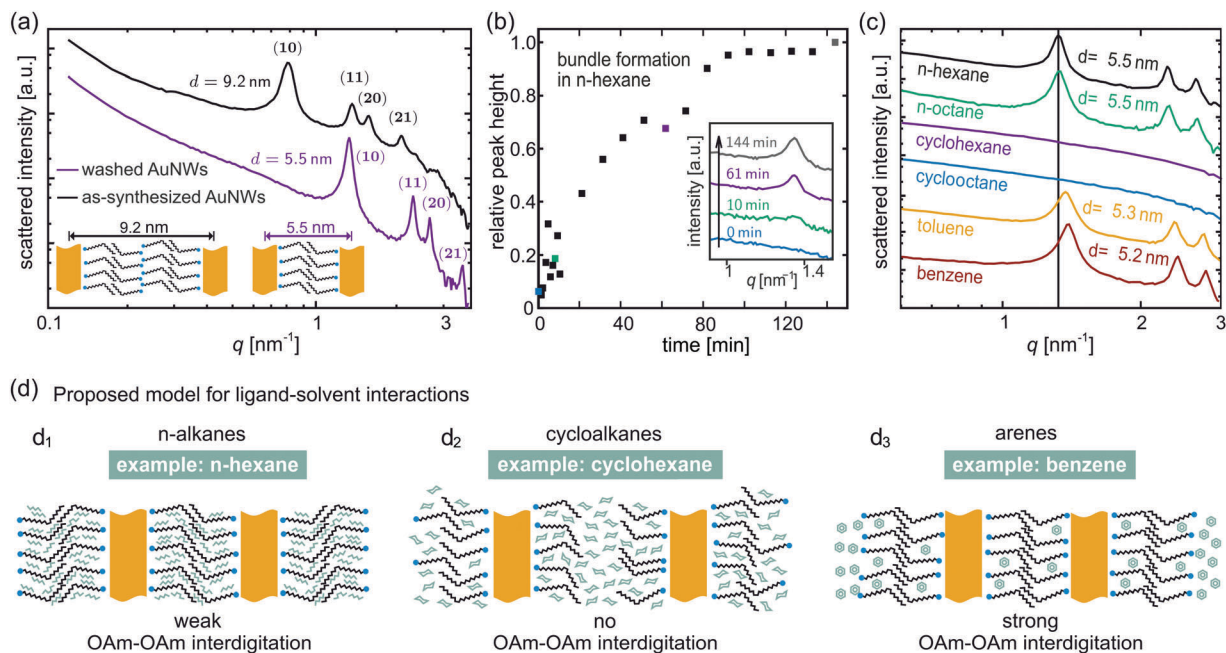 (a)
scattered intensity [a.u.]
(10)
d = 9.2 nm
(11)
(20)
(21)
d = 5.5 nm
(10)
(11)
(20)
(21)
washed AuNWs
as-synthesized AuNWs
9.2 nm
5.5 nm
0.1
1
3
q [nm⁻¹]
(b)
relative peak height
1.0
0.8
0.6
0.4
0.2
0
bundle formation
in n-hexane
intensity [a.u.]
144 min
61 min
10 min
0 min
1
1.4
q [nm⁻¹]
0
40
80
120
time [min]
(c)
scattered intensity [a.u.]
n-hexane
d= 5.5 nm
n-octane
d= 5.5 nm
cyclohexane
cyclooctane
toluene
d= 5.3 nm
benzene
d= 5.2 nm
1
2
3
q [nm⁻¹]
(d) Proposed model for ligand-solvent interactions
d₁
n-alkanes
example: n-hexane
weak
OAm-OAm interdigitation
d₂
cycloalkanes
example: cyclohexane
no
OAm-OAm interdigitation
d₃
arenes
example: benzene
strong
OAm-OAm interdigitation